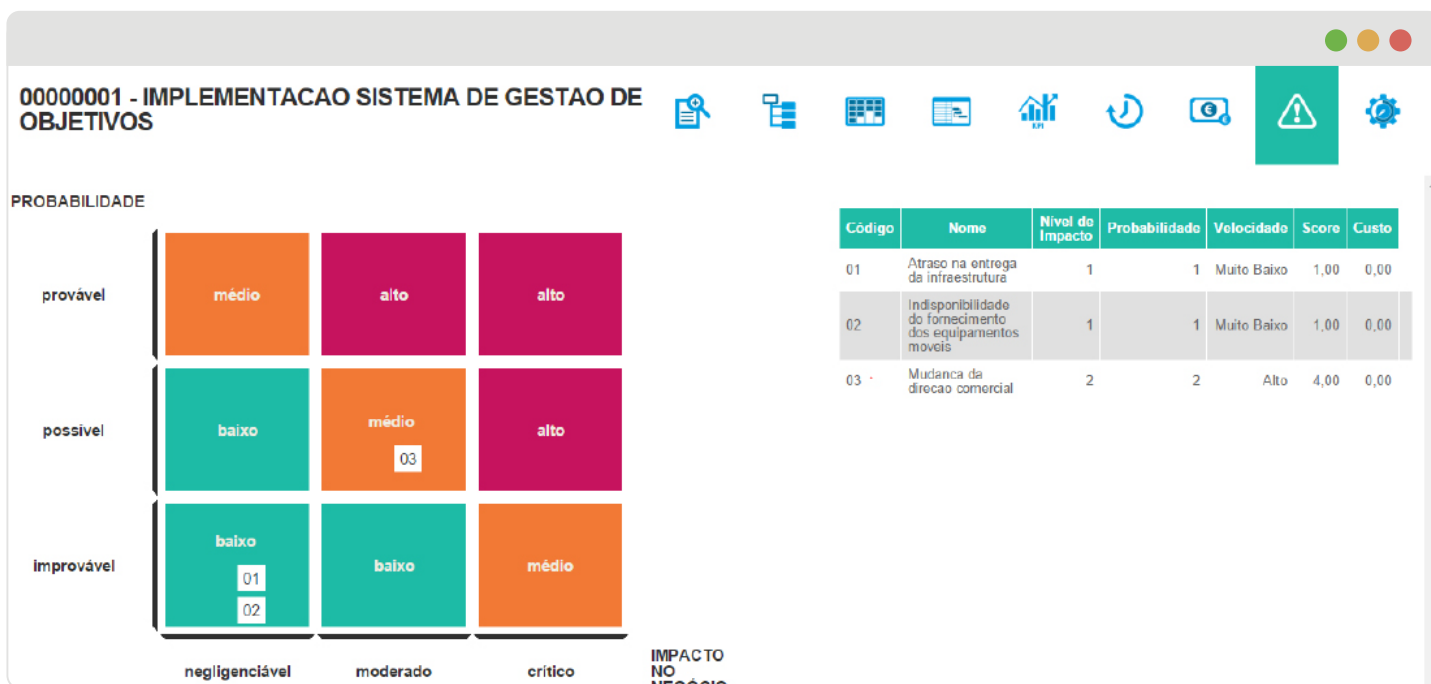 00000001 - IMPLEMENTACAO SISTEMA DE GESTAO DE
OBJETIVOS
KPI
PROBABILIDADE
provável
médio
alto
alto
possivel
baixo
médio
03
alto
improvável
baixo
01
02
baixo
médio
negligenciável
moderado
crítico
IMPACTO
NO
NEGÓCIO
Código Nome Nível de Impacto Probabilidade Velocidade Score Custo
01 Atraso na entrega
da infraestrutura 1 1 Muito Baixo 1,00 0,00
02 Indisponibilidade
do fornecimento
dos equipamentos
moveis 1 1 Muito Baixo 1,00 0,00
03 Mudanca da
direcao comercial 2 2 Alto 4,00 0,00